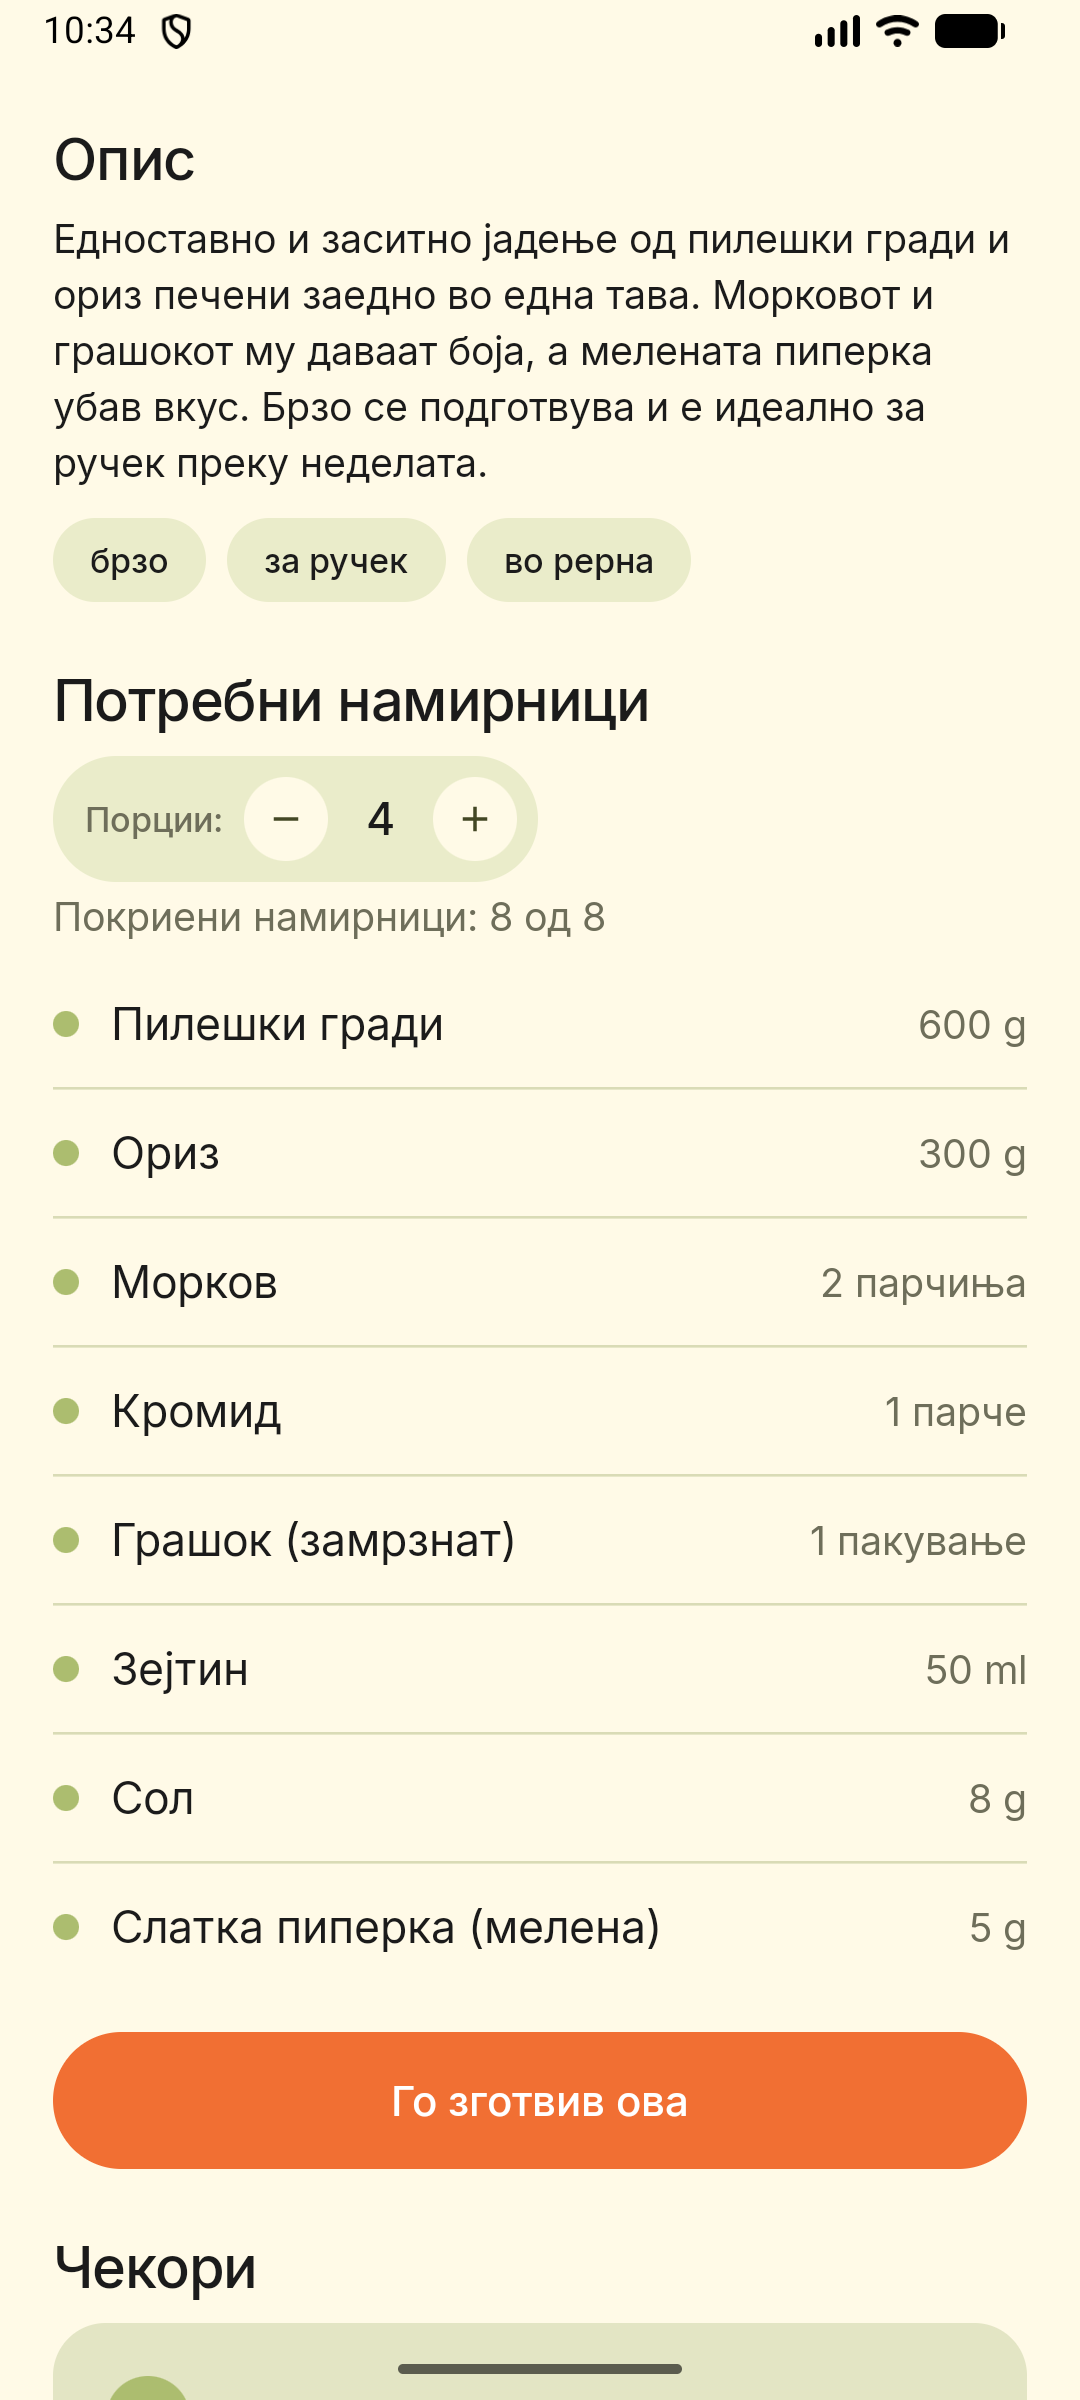 10:34
Опис
Едноставно и заситно јадење од пилешки гради и
ориз печени заедно во една тава. Морковот и
грашокот му даваат боја, а мелената пиперка
убав вкус. Брзо се подготвува и е идеално за
ручек преку неделата.
брзо за ручек во рерна
Потребни намирници
Порции: − 4 +
Покриени намирници: 8 од 8
Пилешки гради 600 g
Ориз 300 g
Морков 2 парчиња
Кромид 1 парче
Грашок (замрзнат) 1 пакување
Зејтин 50 ml
Сол 8 g
Слатка пиперка (мелена) 5 g
Го зготвив ова
Чекори